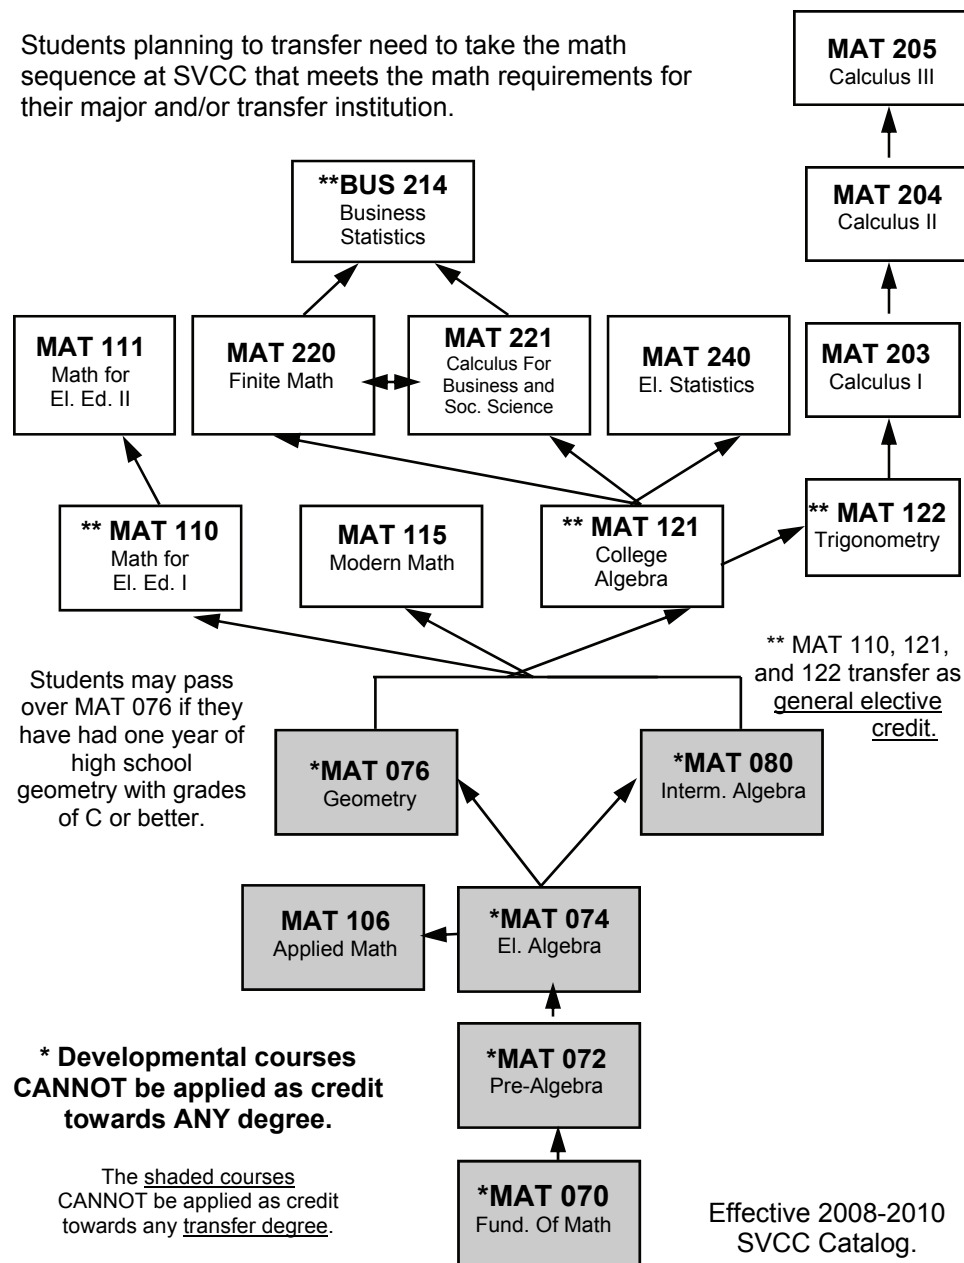 Students planning to transfer need to take the math
sequence at SVCC that meets the math requirements for
their major and/or transfer institution.
MAT 205
Calculus III
**BUS 214
Business
Statistics
MAT 204
Calculus II
MAT 111
Math for
El. Ed. II
MAT 220
Finite Math
MAT 221
Calculus For
Business and
Soc. Science
MAT 240
El. Statistics
MAT 203
Calculus I
** MAT 110
Math for
El. Ed. I
MAT 115
Modern Math
** MAT 121
College
Algebra
** MAT 122
Trigonometry
** MAT 110, 121,
and 122 transfer as
general elective
credit.
Students may pass
over MAT 076 if they
have had one year of
high school
geometry with grades
of C or better.
*MAT 076
Geometry
*MAT 080
Interm. Algebra
MAT 106
Applied Math
*MAT 074
El. Algebra
* Developmental courses
CANNOT be applied as credit
towards ANY degree.
*MAT 072
Pre-Algebra
The shaded courses
CANNOT be applied as credit
towards any transfer degree.
*MAT 070
Fund. Of Math
Effective 2008-2010
SVCC Catalog.